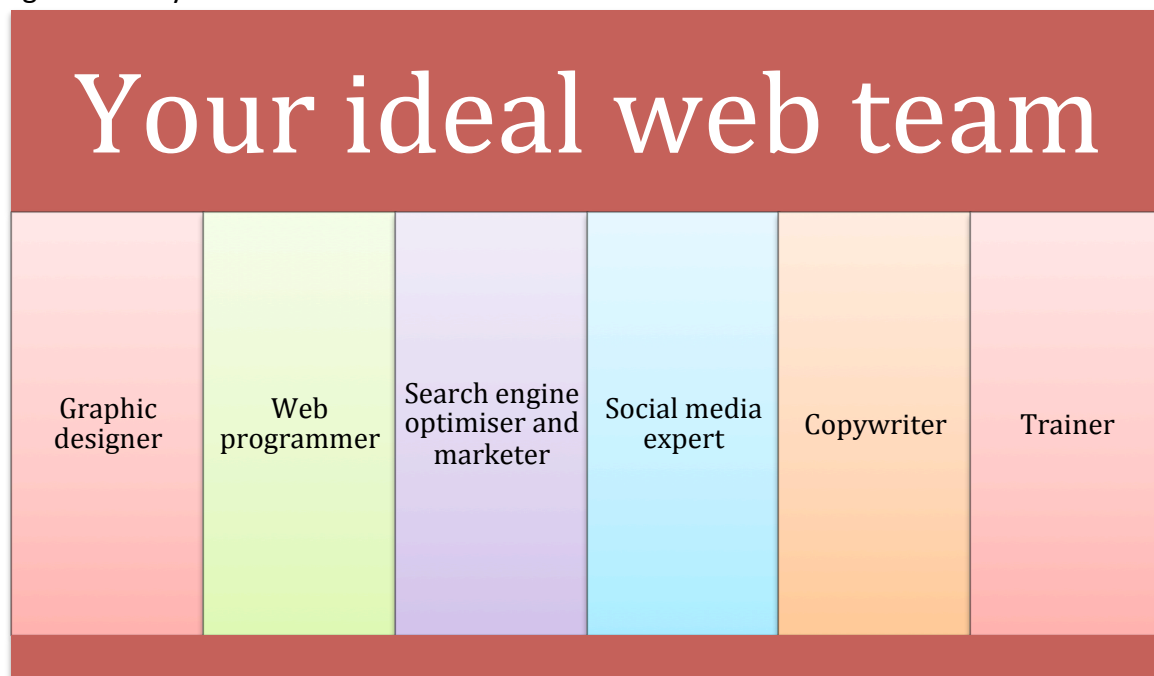 Your ideal web team
Graphic
designer
Web
programmer
Search engine
optimiser and
marketer
Social media
expert
Copywriter
Trainer